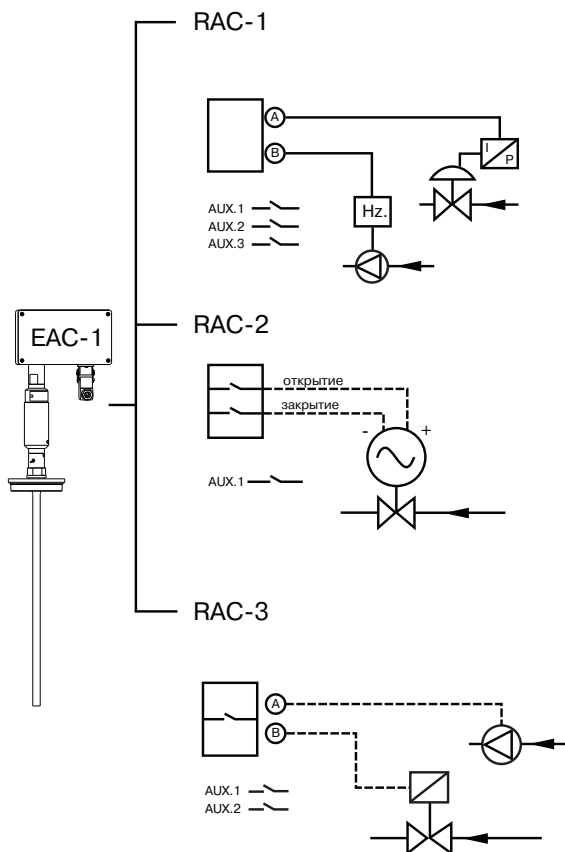 RAC-1
A
B
I
P
Hz.
AUX.1
AUX.2
AUX.3
EAC-1
RAC-2
открытие
закрытие
- +
AUX.1
RAC-3
A
B
AUX.1
AUX.2